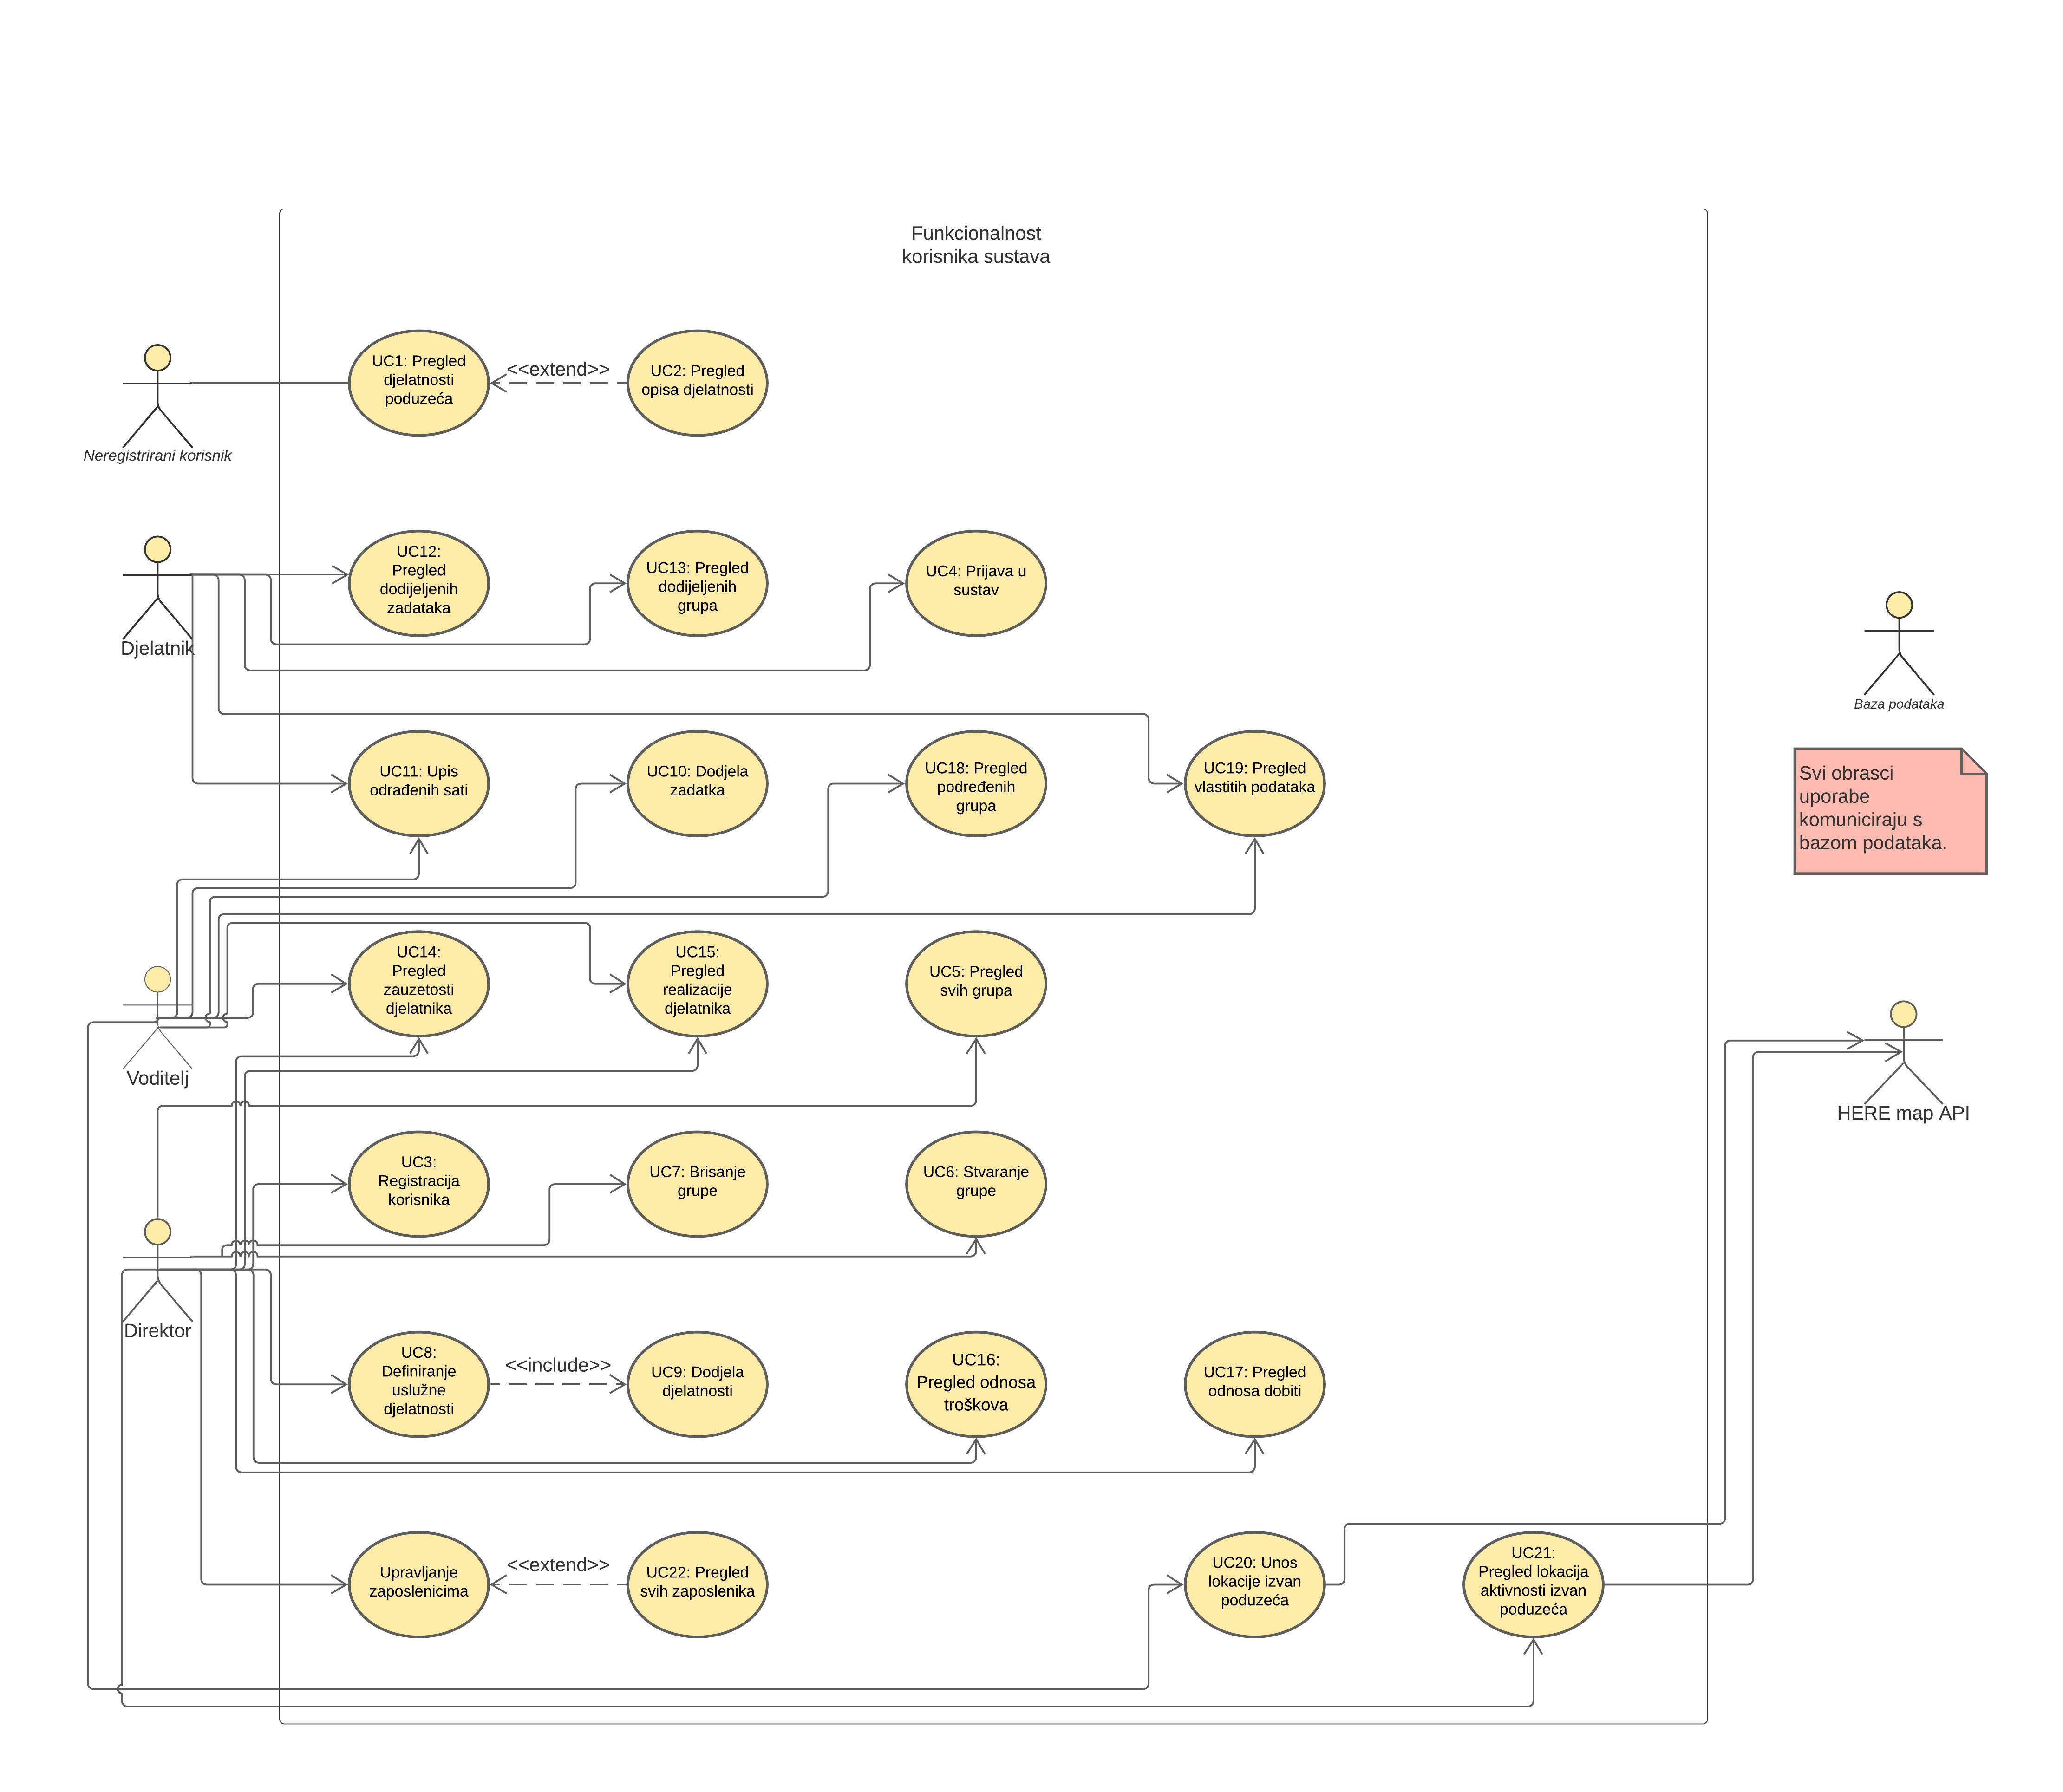 Funkcionalnost
korisnika sustava
UC1: Pregled
djelatnosti
poduzeća
<<extend>>
UC2: Pregled
opisa djelatnosti
Neregistrirani korisnik
UC12:
Pregled
dodijeljenih
zadataka
UC13: Pregled
dodijeljenih
grupa
UC4: Prijava u
sustav
Djelatnik
Baza podataka
UC11: Upis
odrađenih sati
UC10: Dodjela
zadatka
UC18: Pregled
podređenih
grupa
UC19: Pregled
vlastitih podataka
Svi obrasci
uporabe
komuniciraju s
bazom podataka.
UC14:
Pregled
zauzetosti
djelatnika
UC15:
Pregled
realizacije
djelatnika
UC5: Pregled
svih grupa
Voditelj
HERE map API
UC3:
Registracija
korisnika
UC7: Brisanje
grupe
UC6: Stvaranje
grupe
Direktor
UC8:
Definiranje
uslužne
djelatnosti
<<include>>
UC9: Dodjela
djelatnosti
UC16:
Pregled odnosa
troškova
UC17: Pregled
odnosa dobiti
Upravljanje
zaposlenicima
<<extend>>
UC22: Pregled
svih zaposlenika
UC20: Unos
lokacije izvan
poduzeća
UC21:
Pregled lokacija
aktivnosti izvan
poduzeća